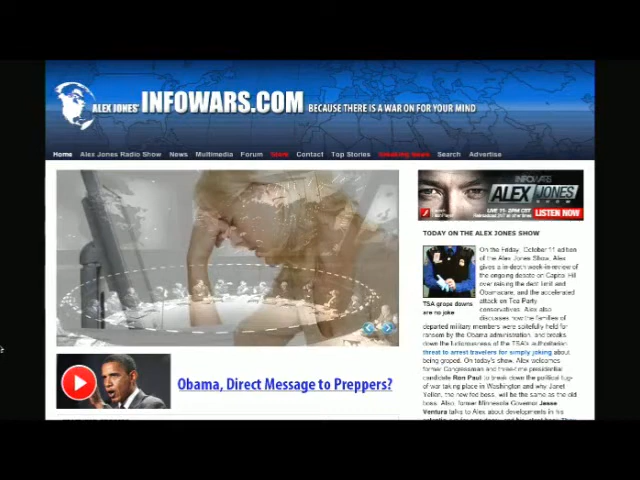 ALEX JONES' INFOWARS.COM BECAUSE THERE IS A WAR ON FOR YOUR MIND
Home Alex Jones Radio Show News Multimedia Forum Store Contact Top Stories Breaking News Search Advertise
INFOWARS
ALEX JONES
SHOW
LISTEN NOW
TODAY ON THE ALEX JONES SHOW
On the Friday, October 11 edition
of the Alex Jones Show, Alex
gives a in-depth week-in-review of
the ongoing debate on Capital Hill
over raising the debt limit and
Obamacare, and the accelerated
attack on Tea Party
conservatives. Alex also
discusses how the families of
TSA grope downs
are no joke
departed military members were spitefully held for
ransom by the Obama administration, and breaks
down the ludicrousness of the TSA's authoritarian
threat to arrest travelers for simply joking about
being groped. On today's show, Alex welcomes
former Congressman and three-time presidential
candidate Ron Paul to break down the political tug-
of-war taking place in Washington and why Janet
Yellen, the new fed boss, will be the same as the old
boss. Also, former Minnesota Governor Jesse
Ventura talks to Alex about developments in his
Obama, Direct Message to Preppers?